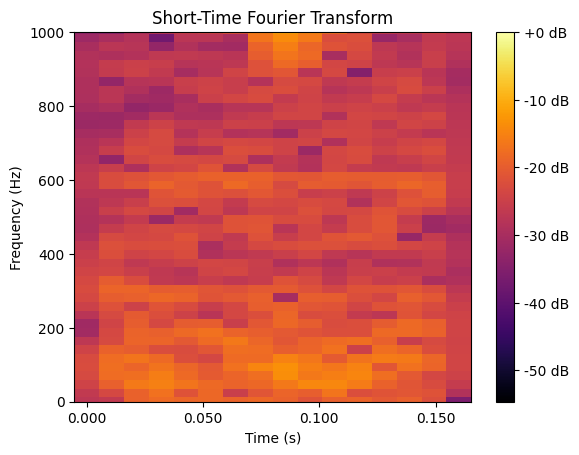 Short-Time Fourier Transform
1000
800
600
400
200
0
Frequency (Hz)
0.000
0.050
0.100
0.150
Time (s)
+0 dB
-10 dB
-20 dB
-30 dB
-40 dB
-50 dB